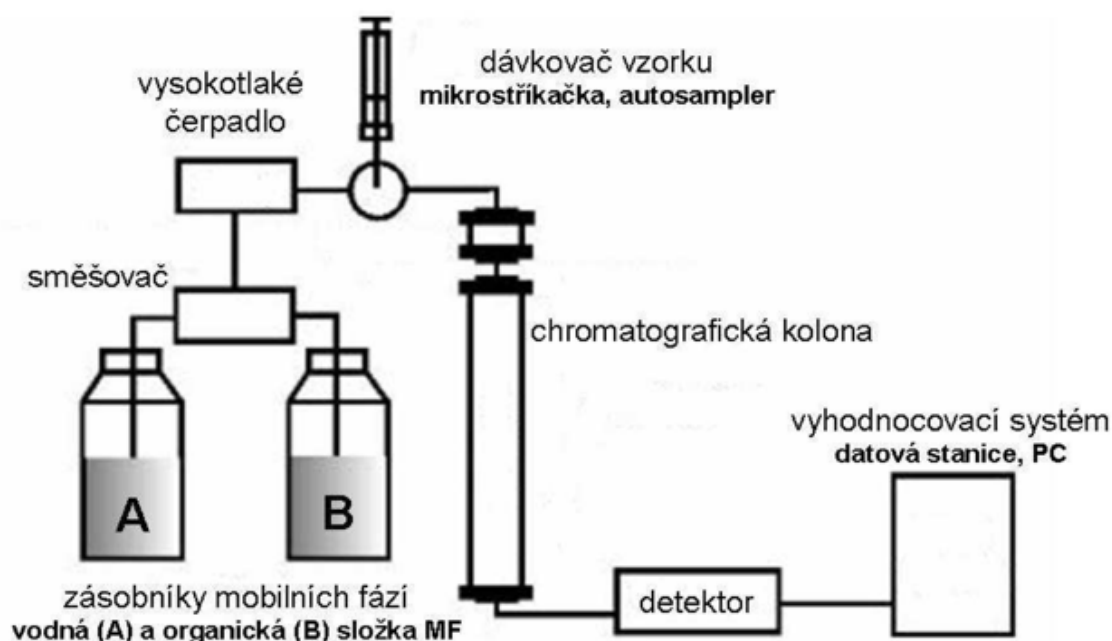 dávkovač vzorku
mikrostříkačka, autosampler
vysokotlaké
čerpadlo
směšovač
chromatografická kolona
vyhodnocovací systém
datová stanice, PC
A
B
detektor
zásobníky mobilních fází
vodná (A) a organická (B) složka MF